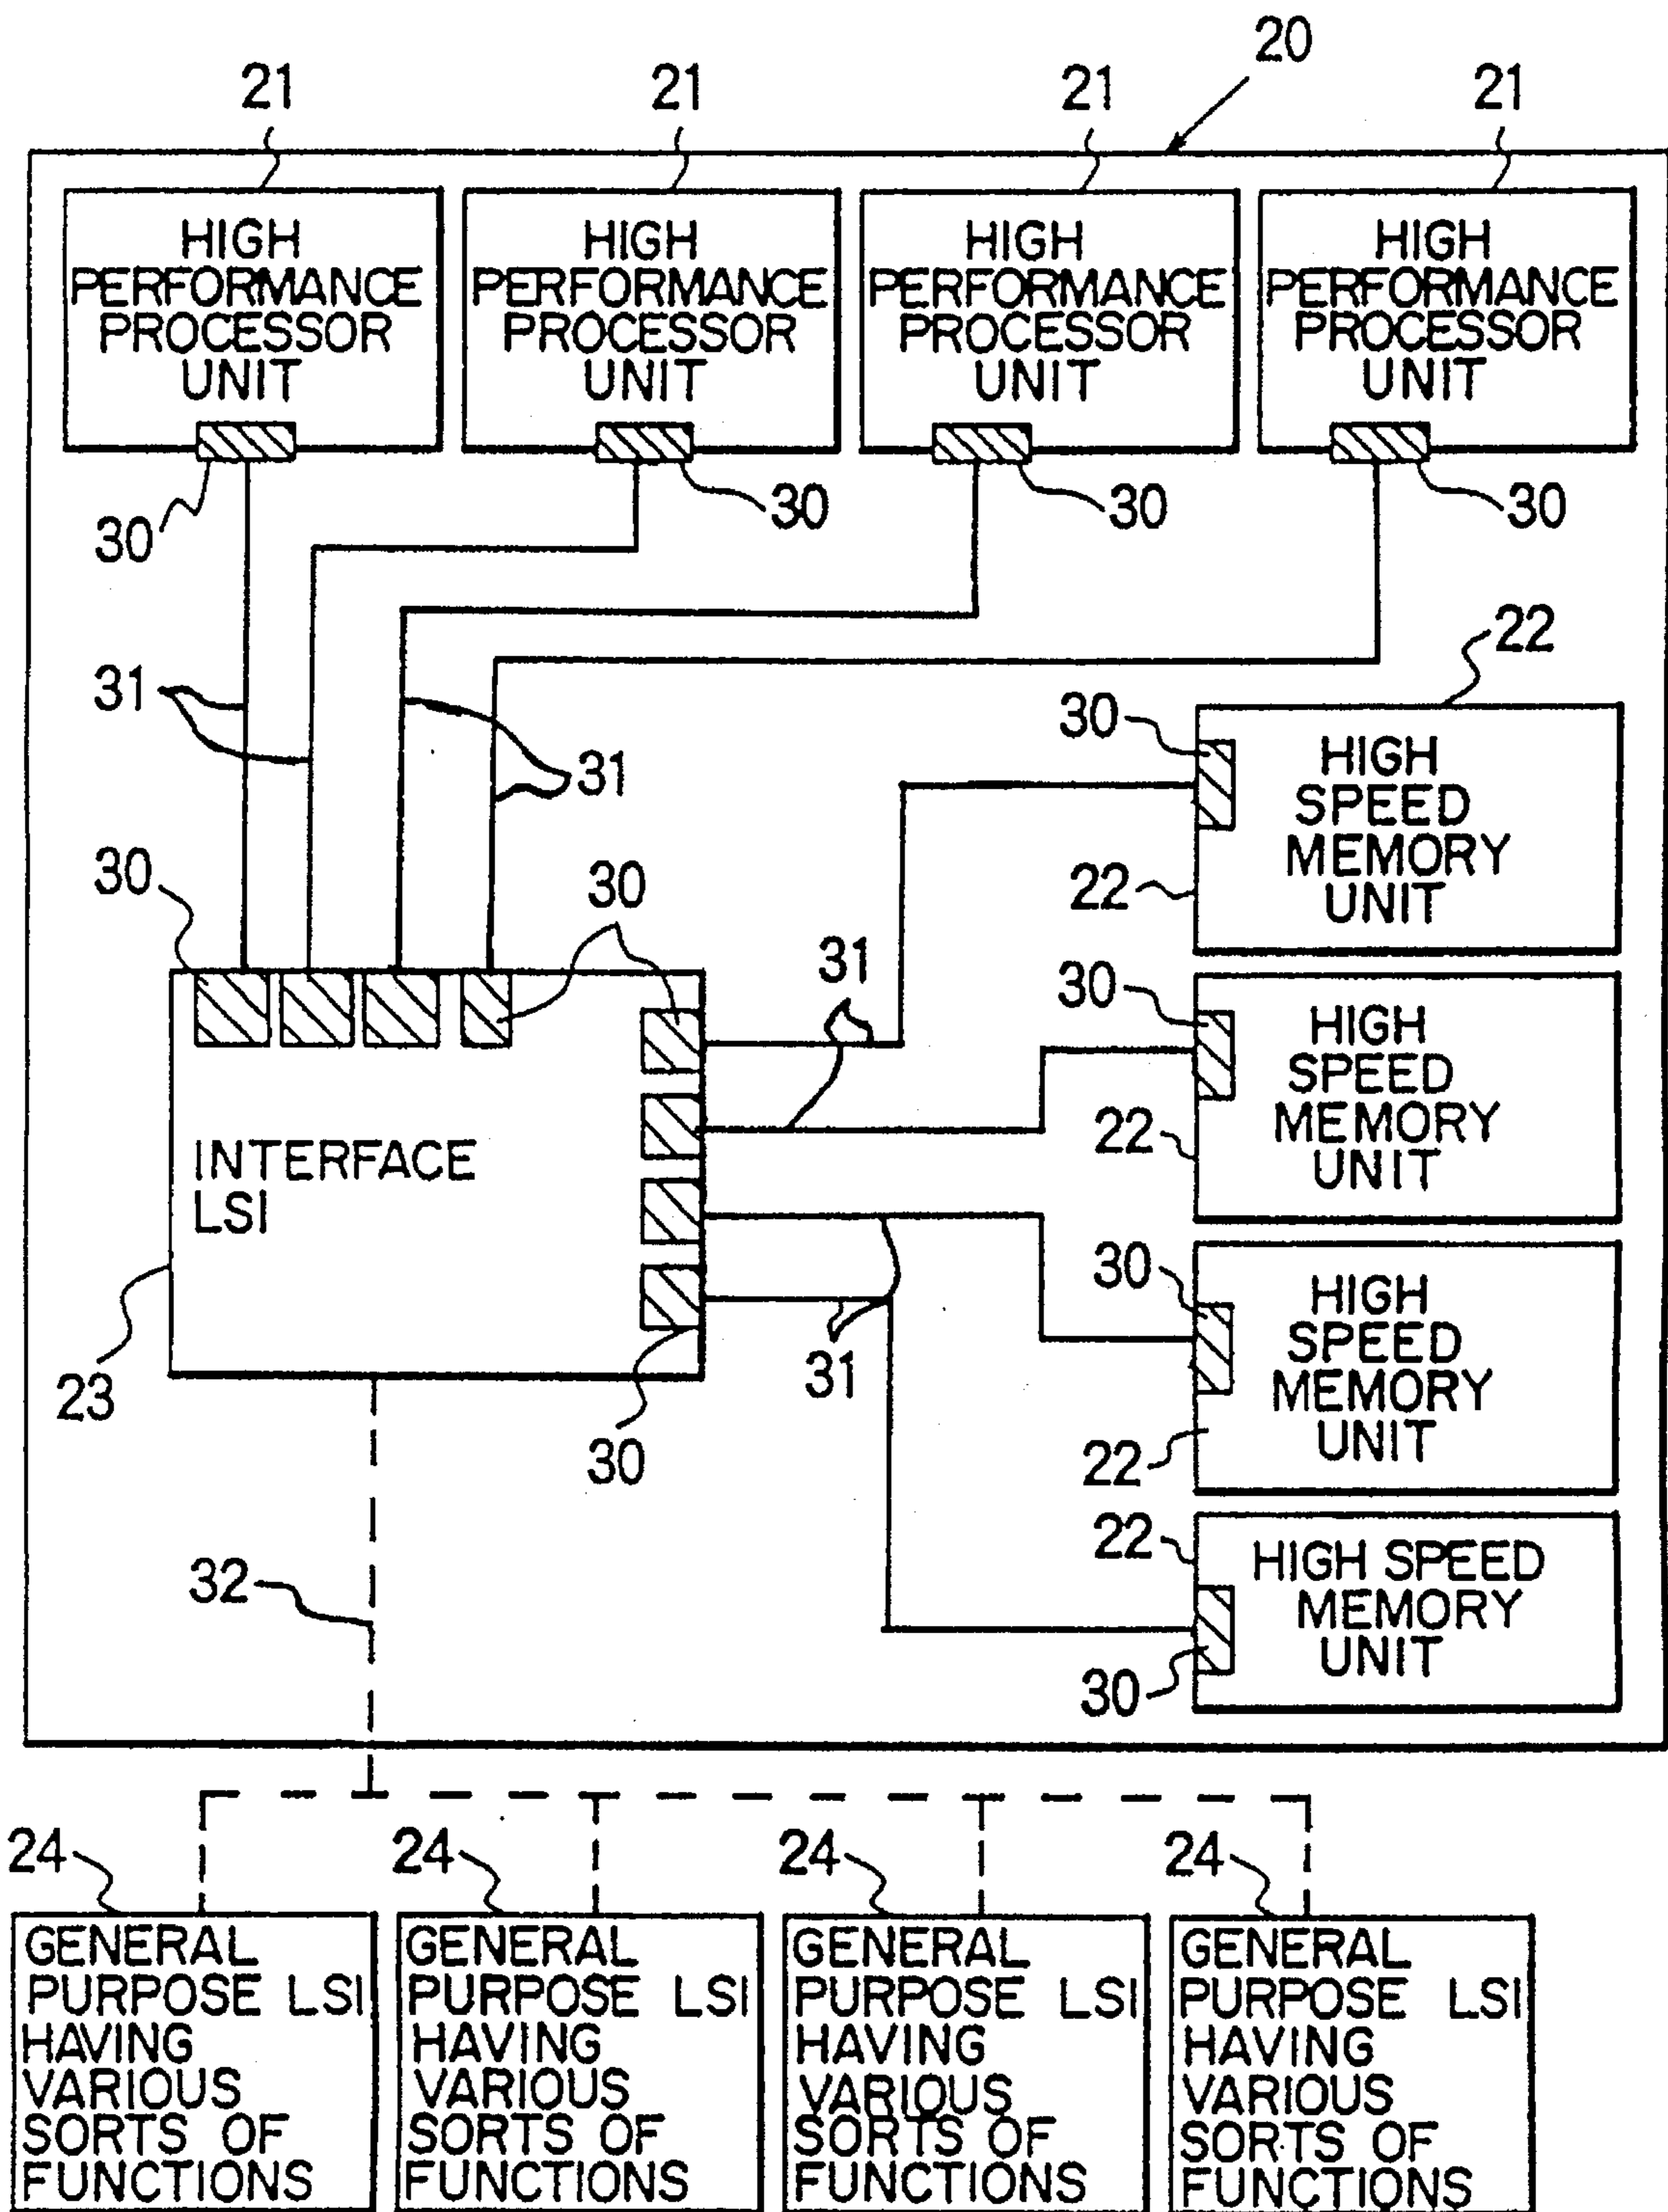 20
21 21 21 21
HIGH
PERFORMANCE
PROCESSOR
UNIT
HIGH
PERFORMANCE
PROCESSOR
UNIT
HIGH
PERFORMANCE
PROCESSOR
UNIT
HIGH
PERFORMANCE
PROCESSOR
UNIT
30 30 30 30
22
31
31
30
HIGH
SPEED
MEMORY
UNIT
22
30
30
31
30
HIGH
SPEED
MEMORY
UNIT
22
INTERFACE
LSI
23
30
31
30
HIGH
SPEED
MEMORY
UNIT
22
22
HIGH SPEED
MEMORY
UNIT
30
32
24 24 24 24
GENERAL
PURPOSE LSI
HAVING
VARIOUS
SORTS OF
FUNCTIONS
GENERAL
PURPOSE LSI
HAVING
VARIOUS
SORTS OF
FUNCTIONS
GENERAL
PURPOSE LSI
HAVING
VARIOUS
SORTS OF
FUNCTIONS
GENERAL
PURPOSE LSI
HAVING
VARIOUS
SORTS OF
FUNCTIONS